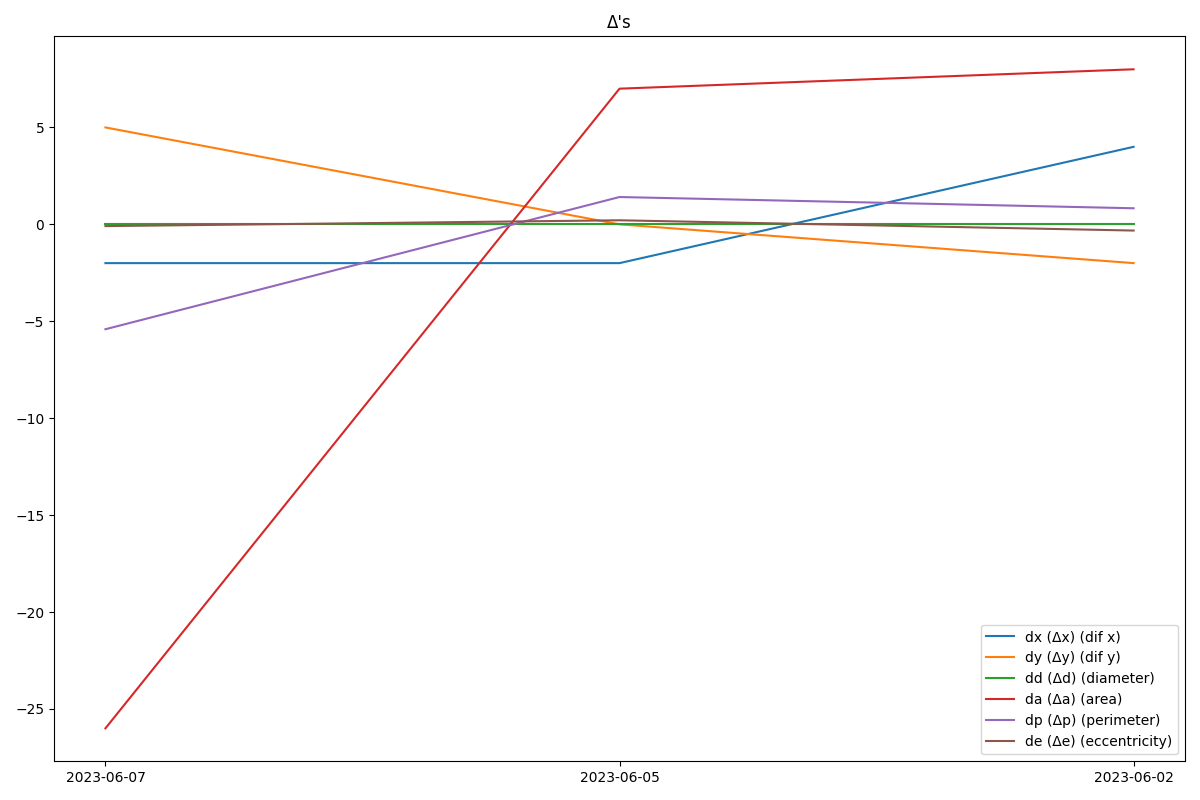 Δ's
5
0
−5
−10
−15
−20
−25
2023-06-07
2023-06-05
2023-06-02
dx (Δx) (dif x)
dy (Δy) (dif y)
dd (Δd) (diameter)
da (Δa) (area)
dp (Δp) (perimeter)
de (Δe) (eccentricity)